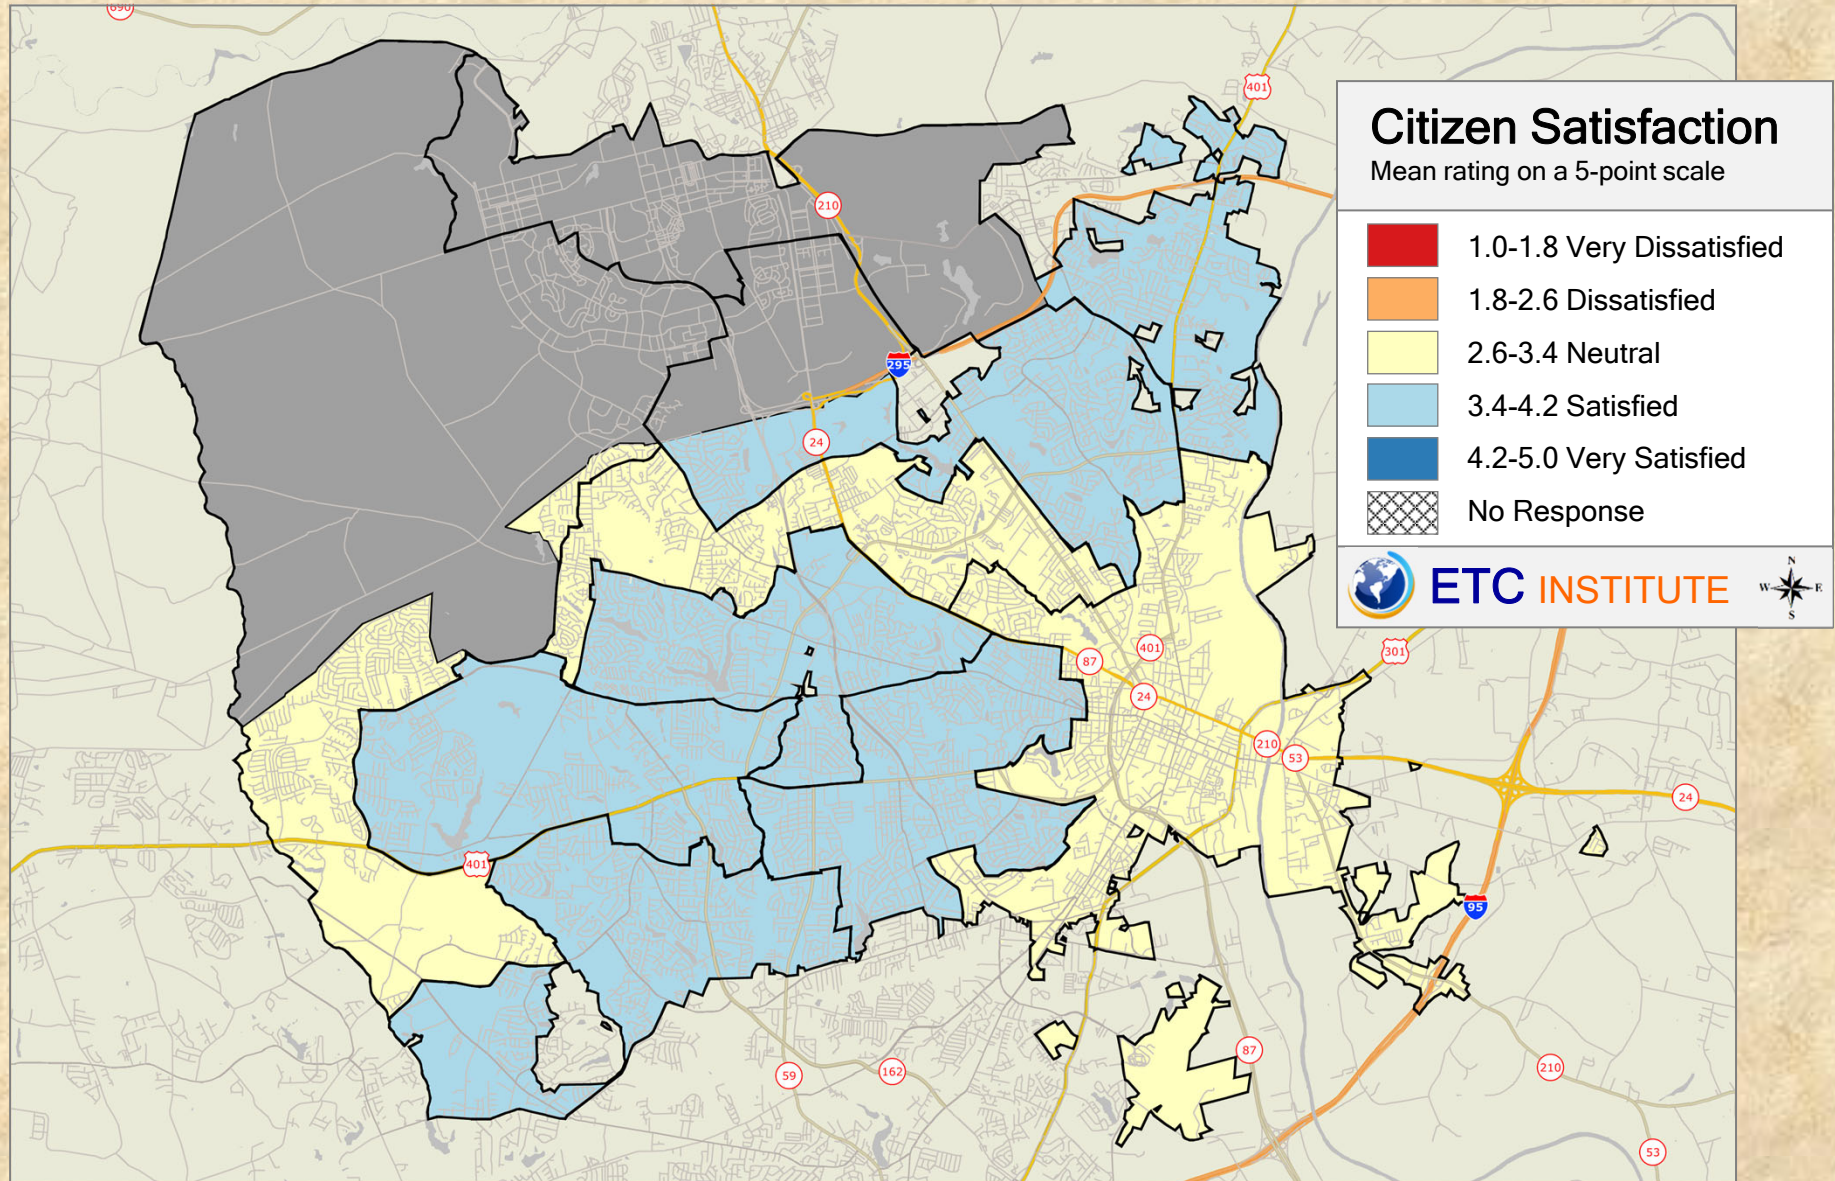 690
401
Citizen Satisfaction
Mean rating on a 5-point scale
210
1.0-1.8 Very Dissatisfied
1.8-2.6 Dissatisfied
2.6-3.4 Neutral
295
3.4-4.2 Satisfied
24
4.2-5.0 Very Satisfied
No Response
ETC INSTITUTE
N
W E
S
401
301
87
24
210
53
24
401
95
87
59
162
210
53